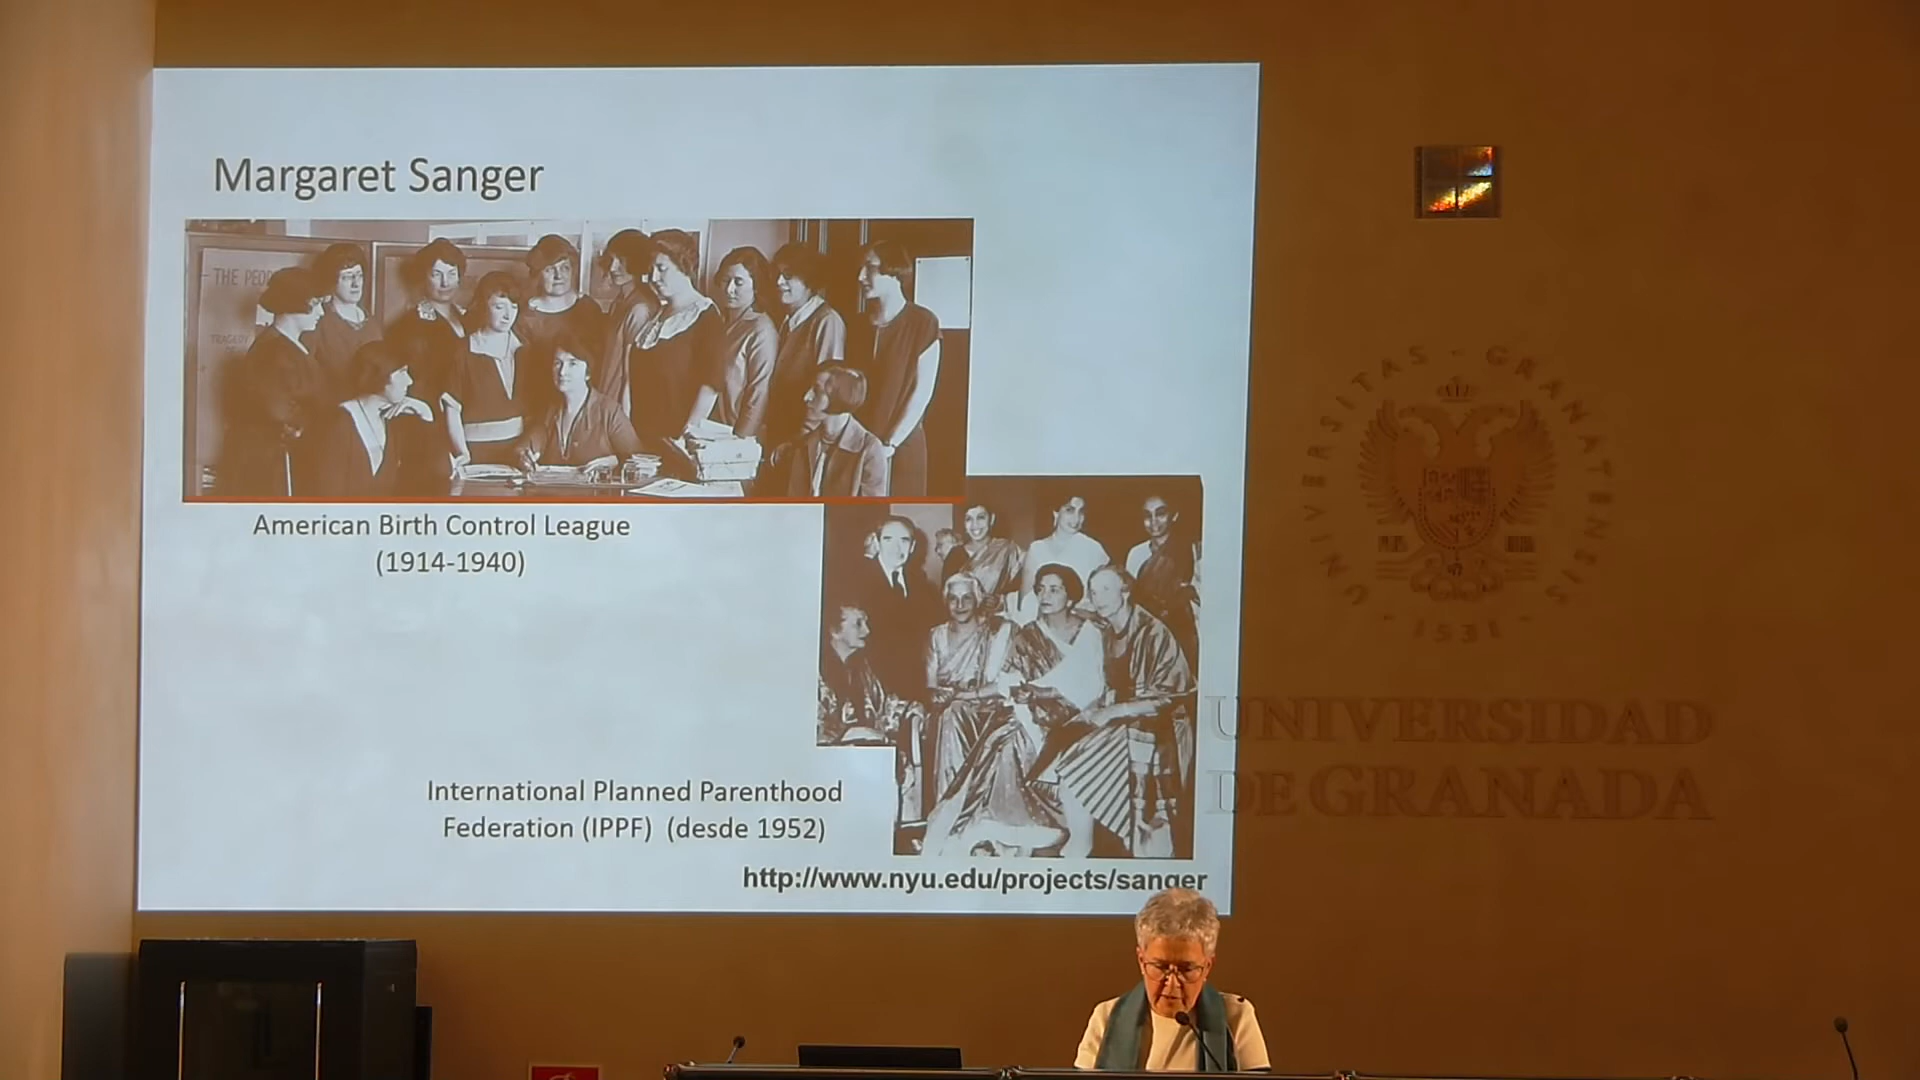 Margaret Sanger
THE PEOP
TRAGEDY
American Birth Control League
(1914-1940)
International Planned Parenthood
Federation (IPPF) (desde 1952)
http://www.nyu.edu/projects/sanger
UNIVERSITAS · GRANATENSIS
· 1531 ·
UNIVERSIDAD
DE GRANADA